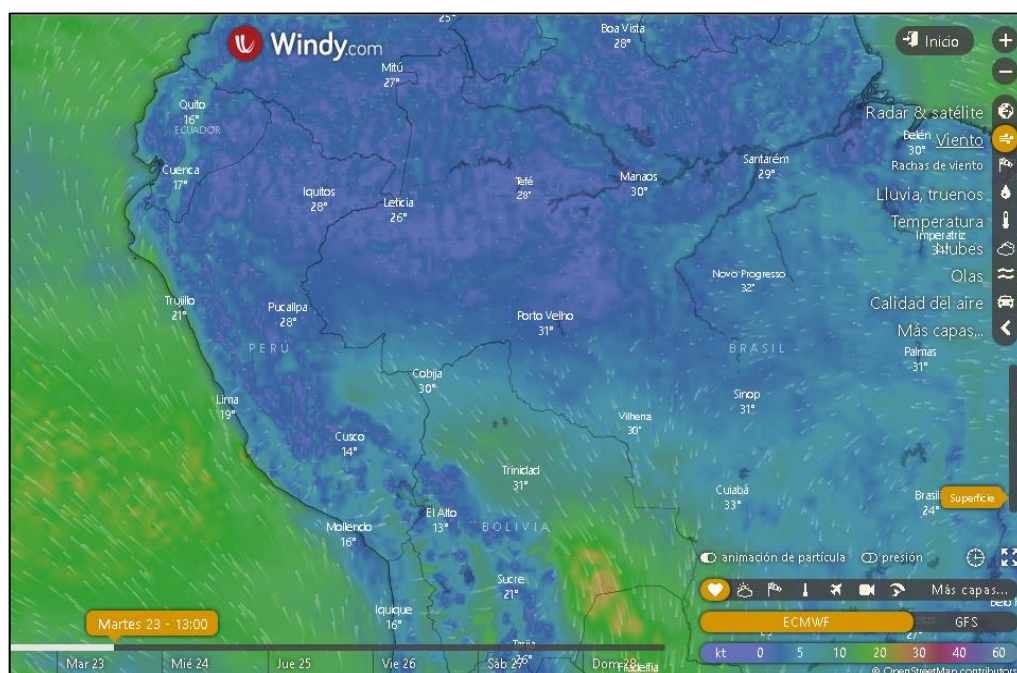 25°
Boa Vista
28°
Windy.com
Inicio
Mitú
27°
Quito
16°
ECUADOR
Radar & satélite
Belén
30°
Viento
Santarém
29°
Cuenca
17°
Iquitos
28°
Leticia
26°
Tefé
28°
Manaos
30°
Rachas de viento
Lluvia, truenos
Temperatura
Imperatriz
Nubes
Olas
Novo Progresso
32°
Calidad del aire
Trujillo
21°
Pucallpa
28°
Porto Velho
31°
Más capas...
PERÚ
BRASIL
Palmas
31°
Cobija
30°
Lima
19°
Sinop
31°
Vilhena
30°
Cusco
14°
Trinidad
31°
Cuiabá
33°
Superficie
24°
El Alto
13°
BOLIVIA
Mollendo
16°
animación de partícula
presión
Sucre
21°
Más capas...
Iquique
16°
ECMWF
GFS
27°
Martes 23 - 13:00
kt 0 5 10 20 30 40 60
Mar 23 Mié 24 Jue 25 Vie 26 Sáb 27 Dom 28
© OpenStreetMap contributors